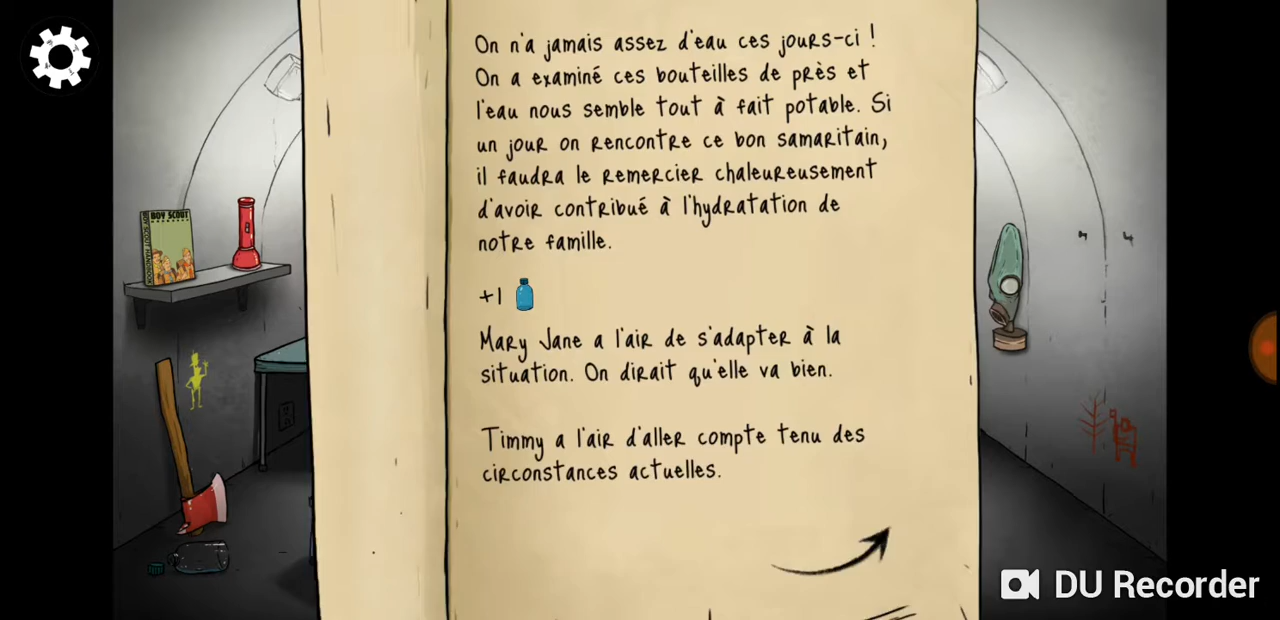 On n'a jamais assez d'eau ces jours-ci !
On a examiné ces bouteilles de près et
l'eau nous semble tout à fait potable. Si
un jour on rencontre ce bon samaritain,
il faudra le remercier chaleureusement
d'avoir contribué à l'hydratation de
notre famille.
+1
Mary Jane a l'air de s'adapter à la
situation. On dirait qu'elle va bien.
Timmy a l'air d'aller compte tenu des
circonstances actuelles.
BOY SCOUT
DU Recorder